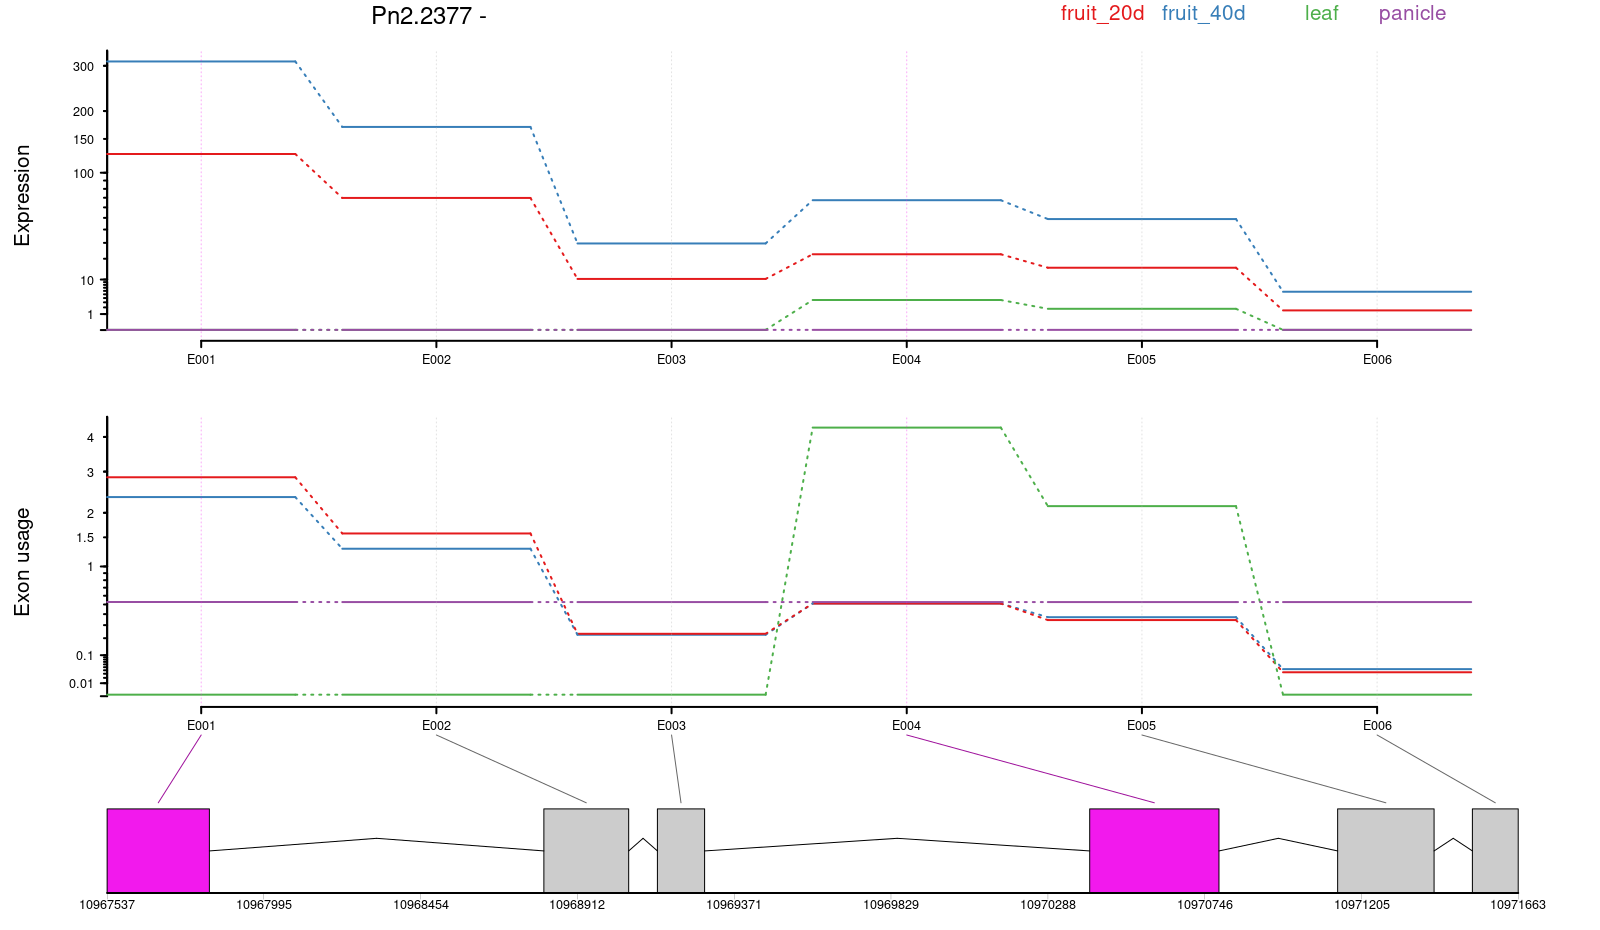 Pn2.2377 -
fruit_20d fruit_40d leaf panicle
Expression
300
200
150
100
10
1
E001 E002 E003 E004 E005 E006
Exon usage
4
3
2
1.5
1
0.1
0.01
E001 E002 E003 E004 E005 E006
10967537 10967995 10968454 10968912 10969371 10969829 10970288 10970746 10971205 10971663